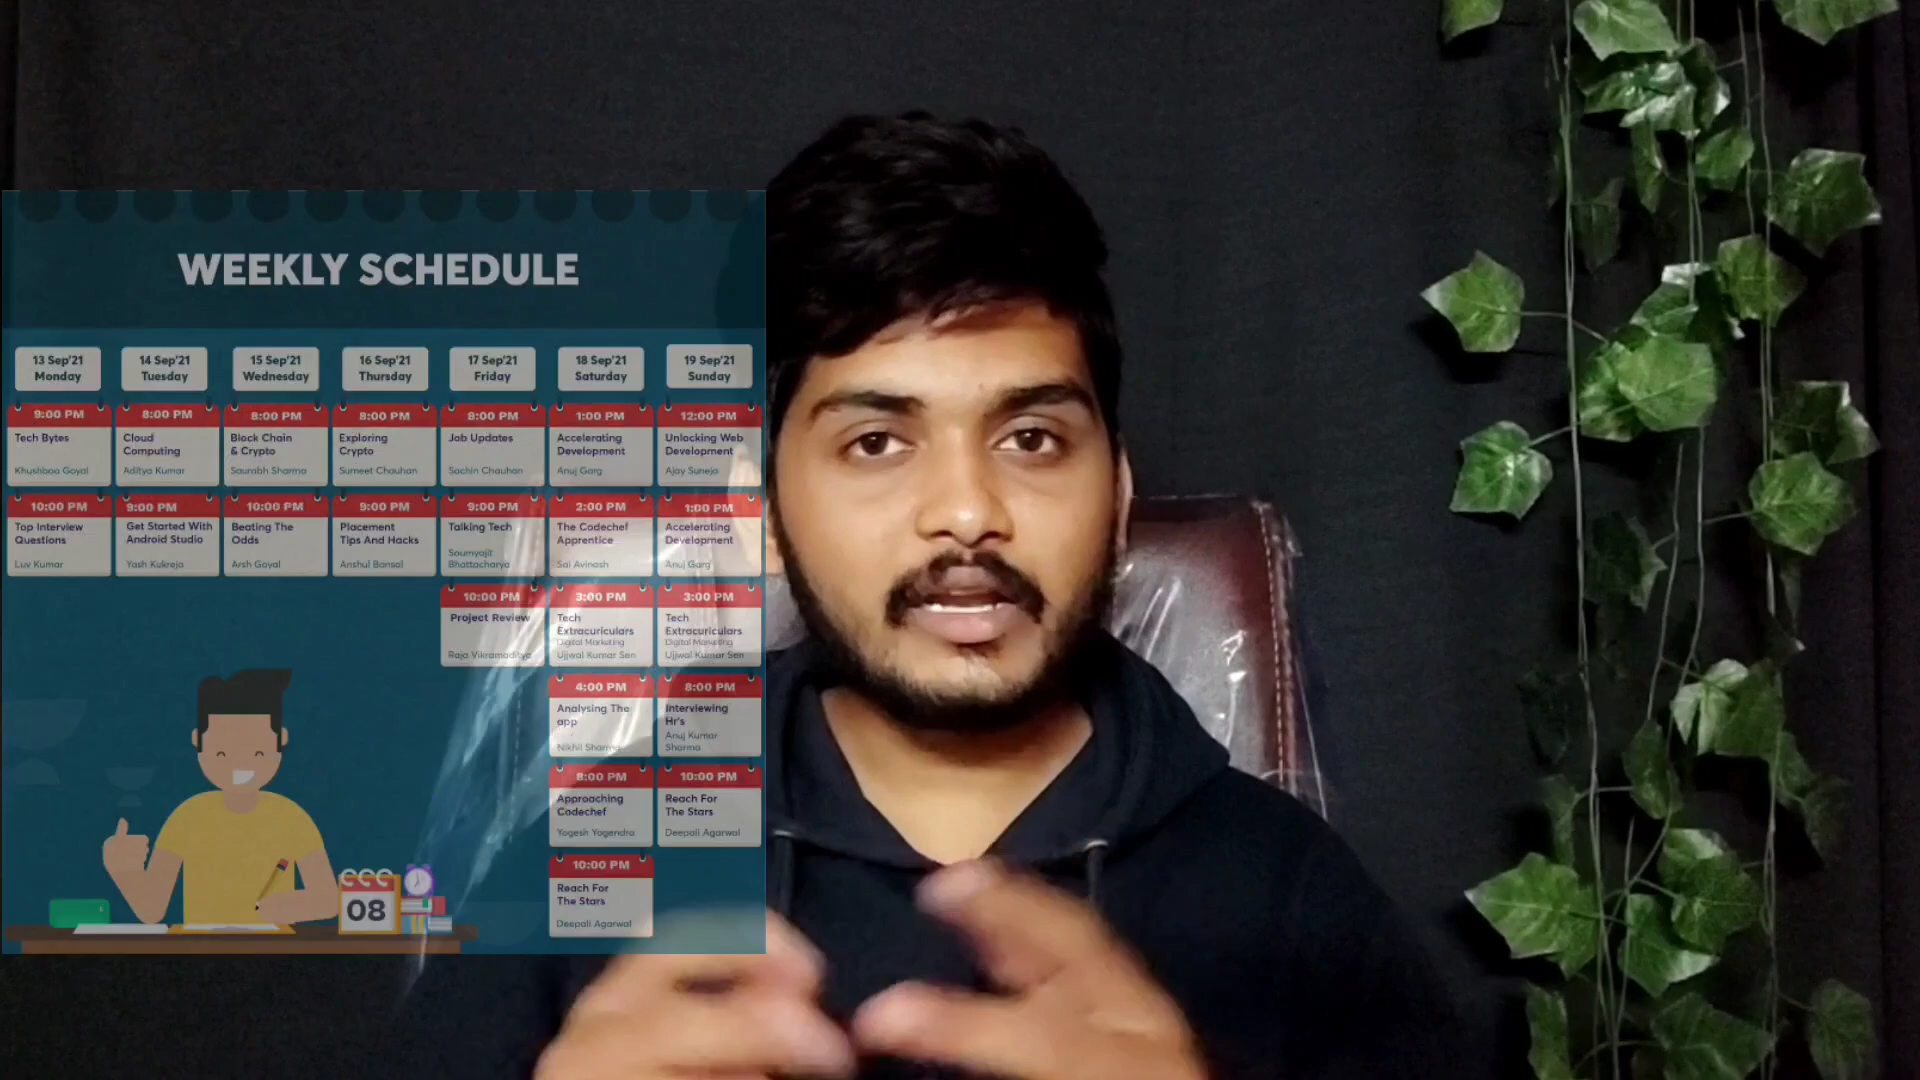 WEEKLY SCHEDULE
13 Sep'21
Monday
14 Sep'21
Tuesday
15 Sep'21
Wednesday
16 Sep'21
Thursday
17 Sep'21
Friday
18 Sep'21
Saturday
19 Sep'21
Sunday
9:00 PM
Tech Bytes
Khushboo Goyal
8:00 PM
Cloud
Computing
Aditya Kumar
8:00 PM
Block Chain
& Crypto
Saurabh Sharma
8:00 PM
Exploring
Crypto
Sumeet Chauhan
8:00 PM
Job Updates
Sachin Chauhan
1:00 PM
Accelerating
Development
Anuj Garg
12:00 PM
Unlocking Web
Development
Ajay Suneja
10:00 PM
Top Interview
Questions
Luv Kumar
9:00 PM
Get Started With
Android Studio
Yash Kukreja
10:00 PM
Beating The
Odds
Arsh Goyal
9:00 PM
Placement
Tips And Hacks
Anshul Bansal
9:00 PM
Talking Tech
Soumyajit
Bhattacharya
2:00 PM
The Codechef
Apprentice
Sai Avinash
1:00 PM
Accelerating
Development
Anuj Garg
10:00 PM
Project Review
Raja Vikramaditya
3:00 PM
Tech
Extracuriculars
Digital Marketing
Ujjwal Kumar Sen
3:00 PM
Tech
Extracuriculars
Digital Marketing
Ujjwal Kumar Sen
4:00 PM
Analysing The
app
Nikhil Sharma
8:00 PM
Interviewing
Hr's
Anuj Kumar
Sharma
8:00 PM
Approaching
Codechef
Yogesh Yogendra
10:00 PM
Reach For
The Stars
Deepali Agarwal
10:00 PM
Reach For
The Stars
Deepali Agarwal
08